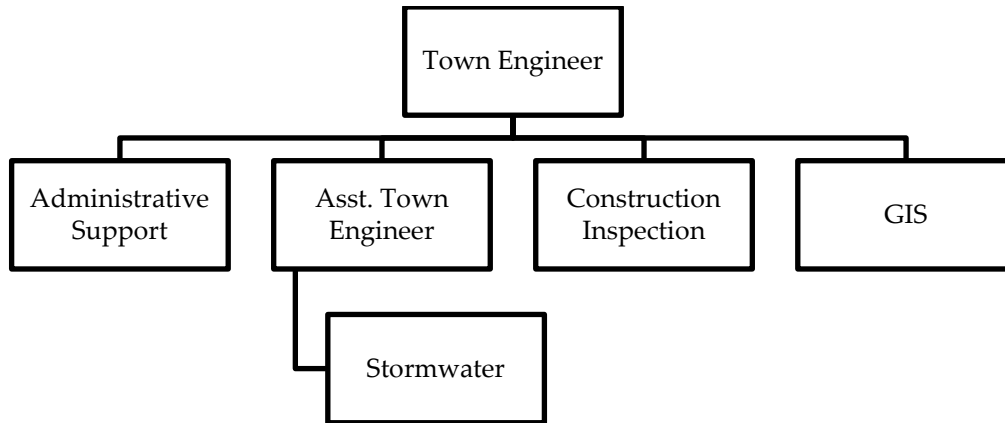 Town Engineer
Administrative
Support
Asst. Town
Engineer
Construction
Inspection
GIS
Stormwater